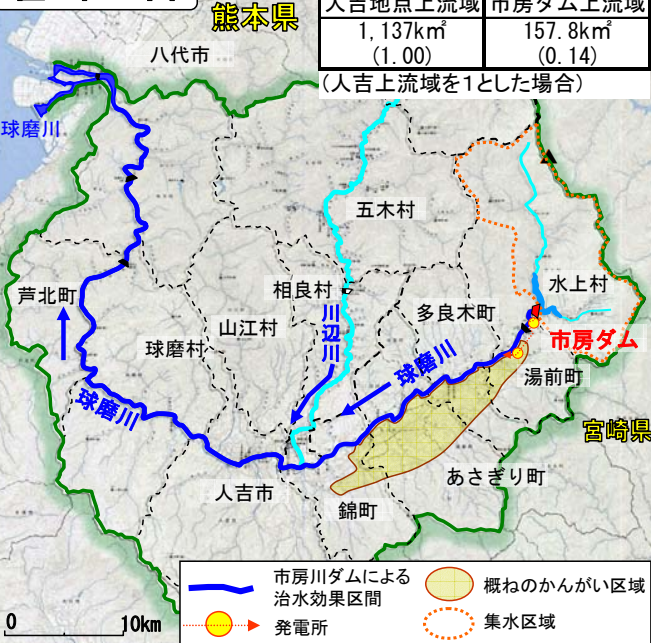 熊本県
人吉地点上流域 市房ダム上流域
1,137k㎡ 157.8k㎡
(1.00) (0.14)
(人吉上流域を1とした場合)
八代市
球磨川
五木村
水上村
芦北町
相良村
川辺川
多良木町
山江村
市房ダム
球磨村
球磨川
湯前町
球磨川
宮崎県
あさぎり町
人吉市
錦町
市房川ダムによる
治水効果区間
概ねのかんがい区域
発電所
集水区域
0 10km